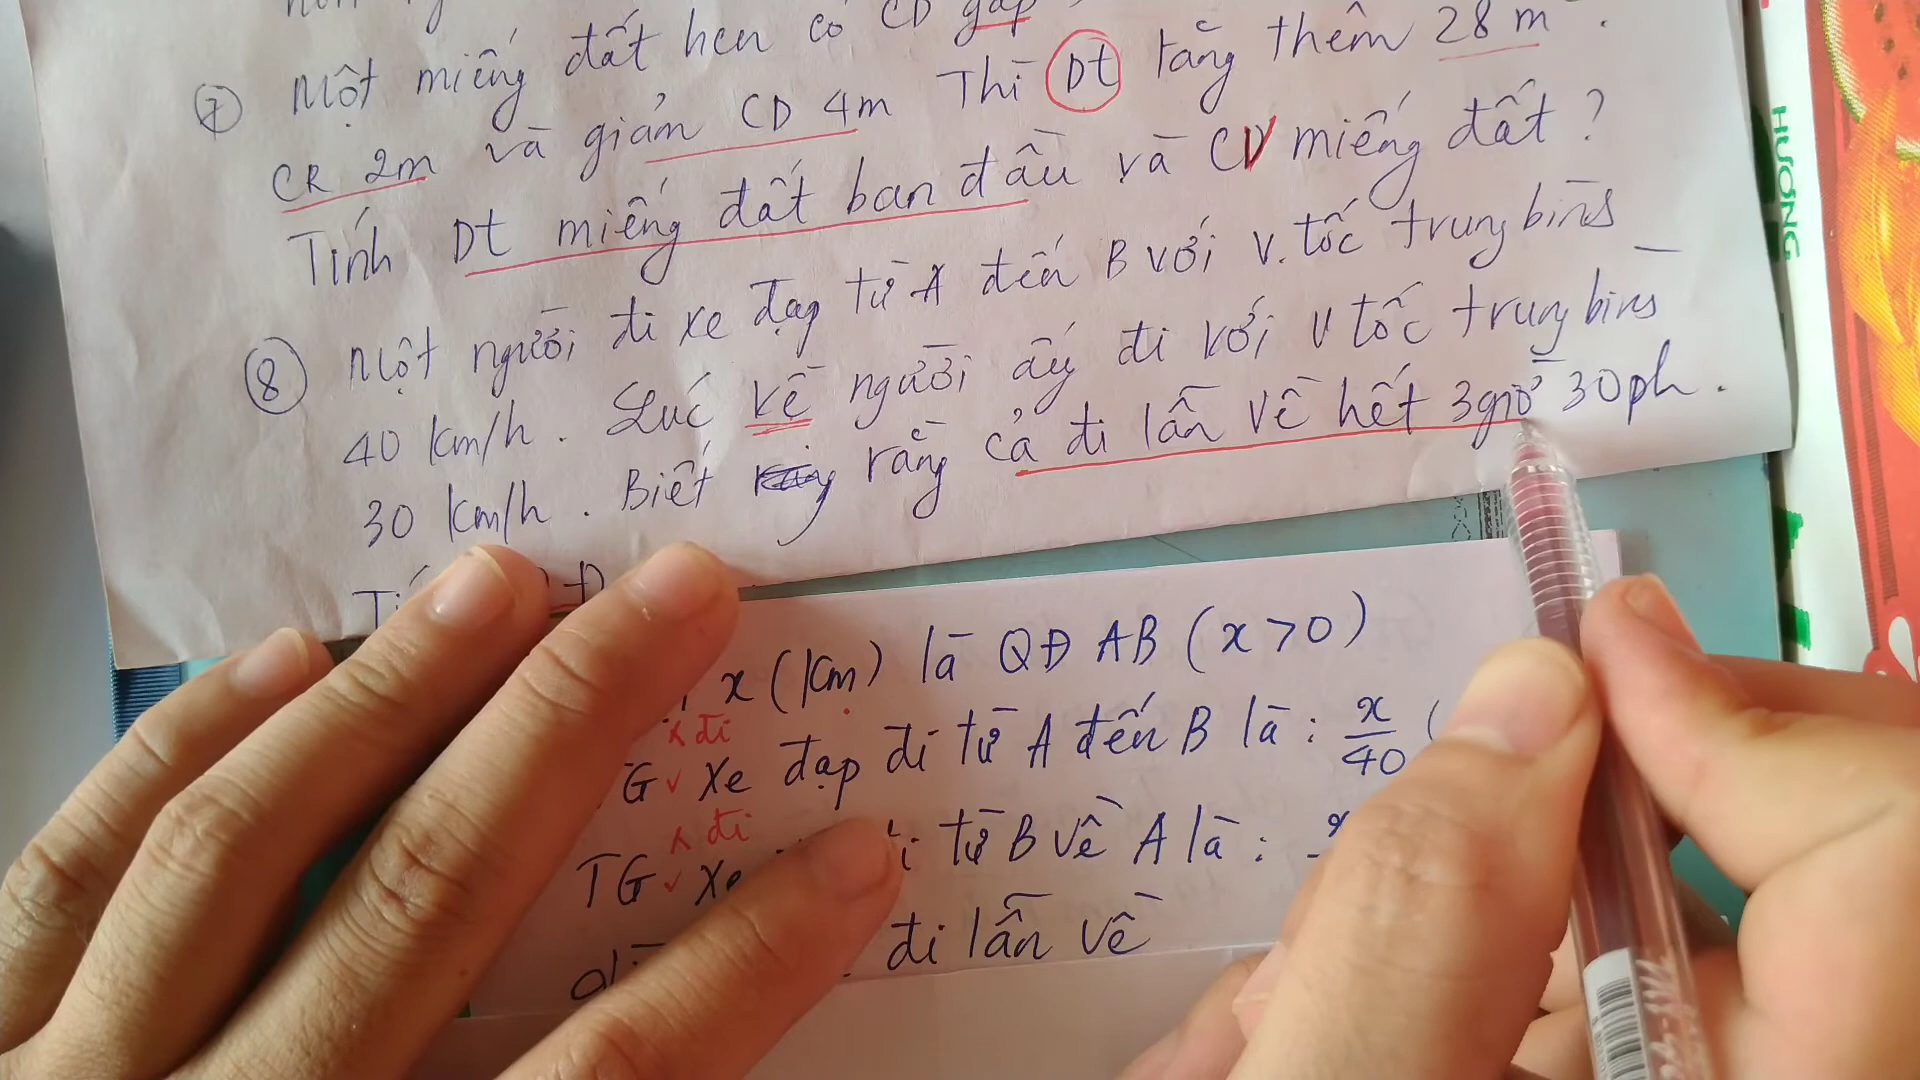 ⑦ Một miếng đất hcn có CD gấp
CR 2m và giảm CD 4m Thì Dt tăng thêm 28 m
Tính Dt miếng đất ban đầu và CV miếng đất?
⑧ Một người đi xe đạp từ A đến B với v. tốc trung bình
40 km/h. Lúc về người ấy đi với v tốc trung bình
30 km/h. Biết rằng cả đi lẫn về hết 3giờ 30ph.
x (km) là QĐ AB (x > 0)
đi
TG xe đạp đi từ A đến B là: x/40 (
đi
TG xe từ B về A là:
đi lẫn về
HƯƠNG